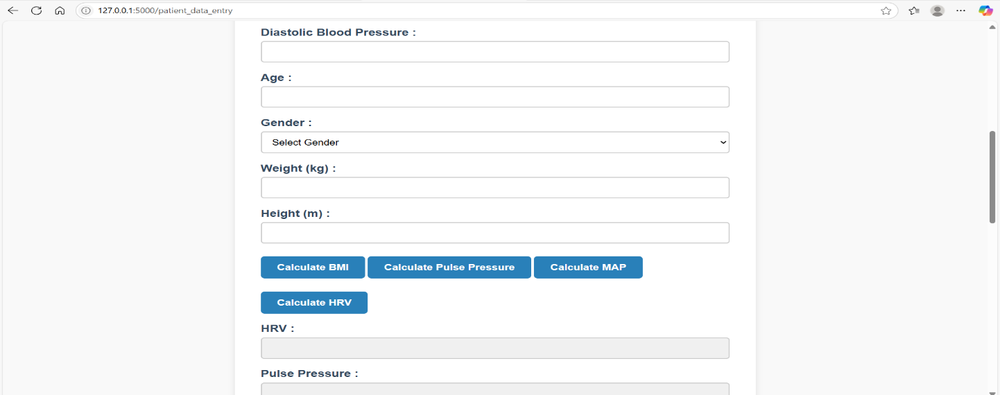 127.0.0.1:5000/patient_data_entry
Diastolic Blood Pressure :
Age :
Gender :
Select Gender
Weight (kg) :
Height (m) :
Calculate BMI Calculate Pulse Pressure Calculate MAP
Calculate HRV
HRV :
Pulse Pressure :